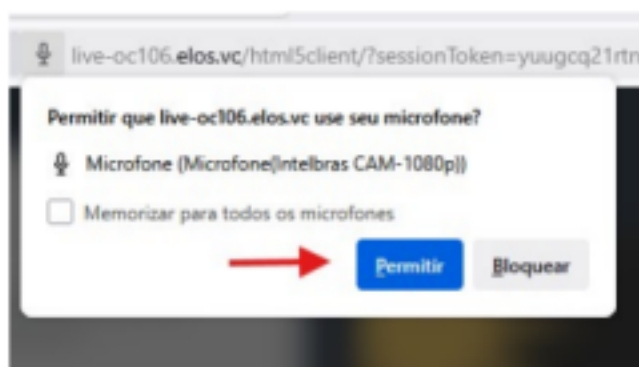 live-oc106.elos.vc/html5client/?sessionToken=yuugcq21rtn
Permitir que live-oc106.elos.vc use seu microfone?
Microfone (Microfone(Intelbras CAM-1080p))
Memorizar para todos os microfones
Permitir
Bloquear